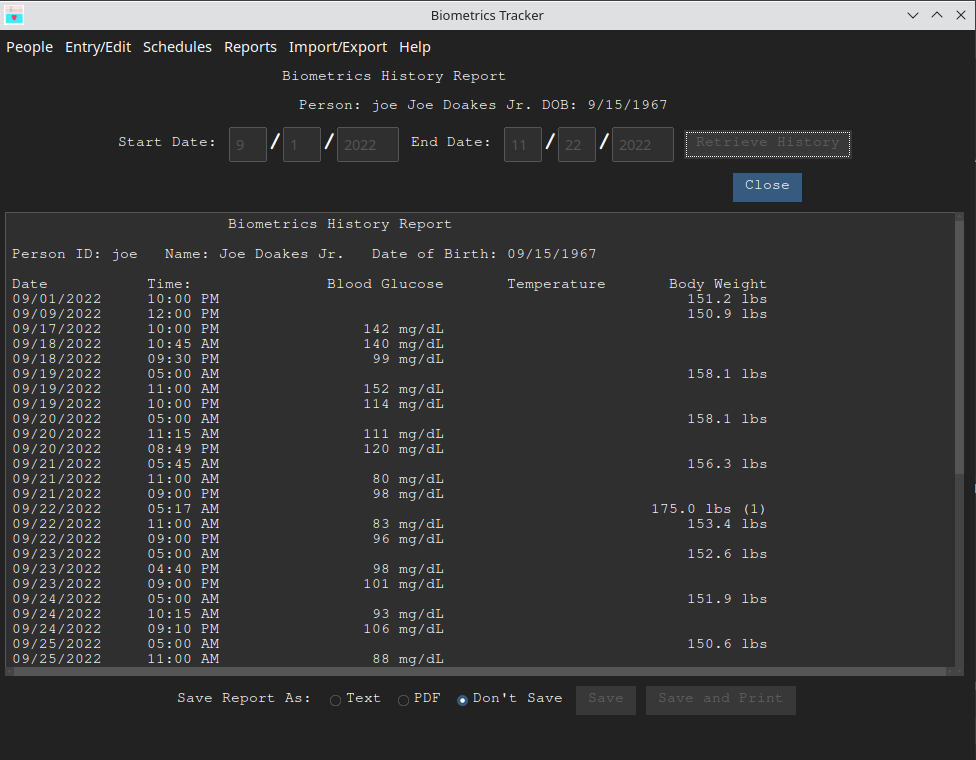 Biometrics Tracker
People Entry/Edit Schedules Reports Import/Export Help
Biometrics History Report
Person: joe Joe Doakes Jr. DOB: 9/15/1967
Start Date: 9 / 1 / 2022 End Date: 11 / 22 / 2022 Retrieve History
Close
Biometrics History Report
Person ID: joe Name: Joe Doakes Jr. Date of Birth: 09/15/1967
Date Time: Blood Glucose Temperature Body Weight
09/01/2022 10:00 PM 151.2 lbs
09/09/2022 12:00 PM 150.9 lbs
09/17/2022 10:00 PM 142 mg/dL
09/18/2022 10:45 AM 140 mg/dL
09/18/2022 09:30 PM 99 mg/dL
09/19/2022 05:00 AM 158.1 lbs
09/19/2022 11:00 AM 152 mg/dL
09/19/2022 10:00 PM 114 mg/dL
09/20/2022 05:00 AM 158.1 lbs
09/20/2022 11:15 AM 111 mg/dL
09/20/2022 08:49 PM 120 mg/dL
09/21/2022 05:45 AM 156.3 lbs
09/21/2022 11:00 AM 80 mg/dL
09/21/2022 09:00 PM 98 mg/dL
09/22/2022 05:17 AM 175.0 lbs (1)
09/22/2022 11:00 AM 83 mg/dL 153.4 lbs
09/22/2022 09:00 PM 96 mg/dL
09/23/2022 05:00 AM 152.6 lbs
09/23/2022 04:40 PM 98 mg/dL
09/23/2022 09:00 PM 101 mg/dL
09/24/2022 05:00 AM 151.9 lbs
09/24/2022 10:15 AM 93 mg/dL
09/24/2022 09:10 PM 106 mg/dL
09/25/2022 05:00 AM 150.6 lbs
09/25/2022 11:00 AM 88 mg/dL
Save Report As: Text PDF Don't Save Save Save and Print